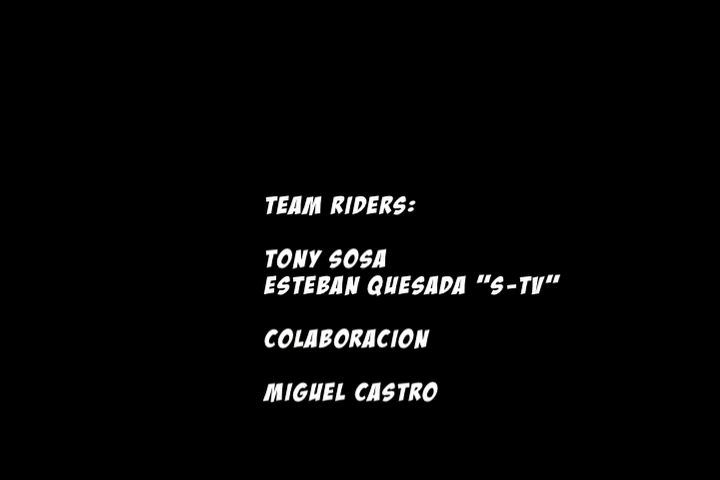 TEAM RIDERS:
TONY SOSA
ESTEBAN QUESADA "S-TV"
COLABORACION
MIGUEL CASTRO